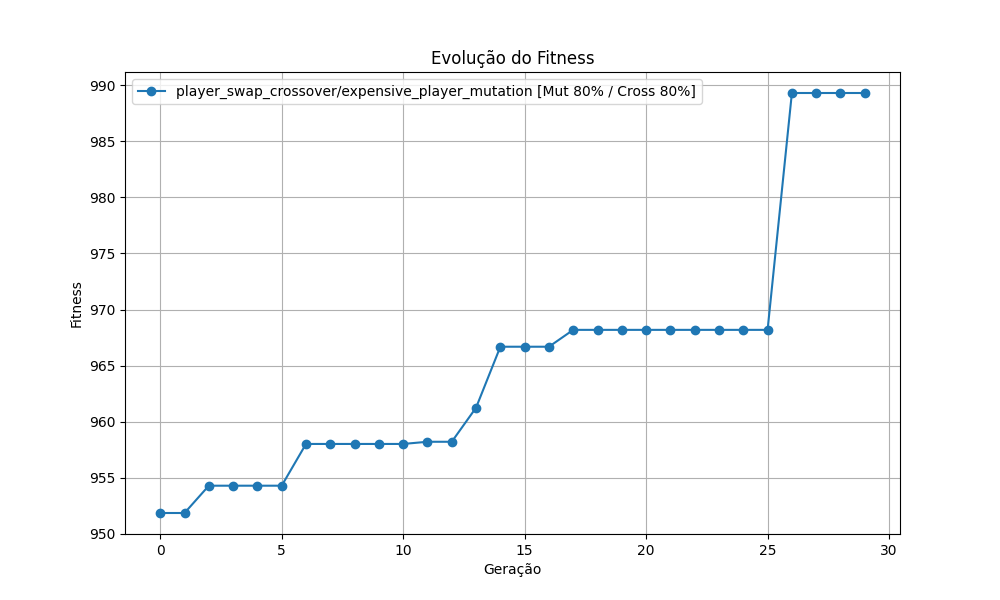 Evolução do Fitness
player_swap_crossover/expensive_player_mutation [Mut 80% / Cross 80%]
990
985
980
975
970
965
960
955
950
Fitness
0 5 10 15 20 25 30
Geração